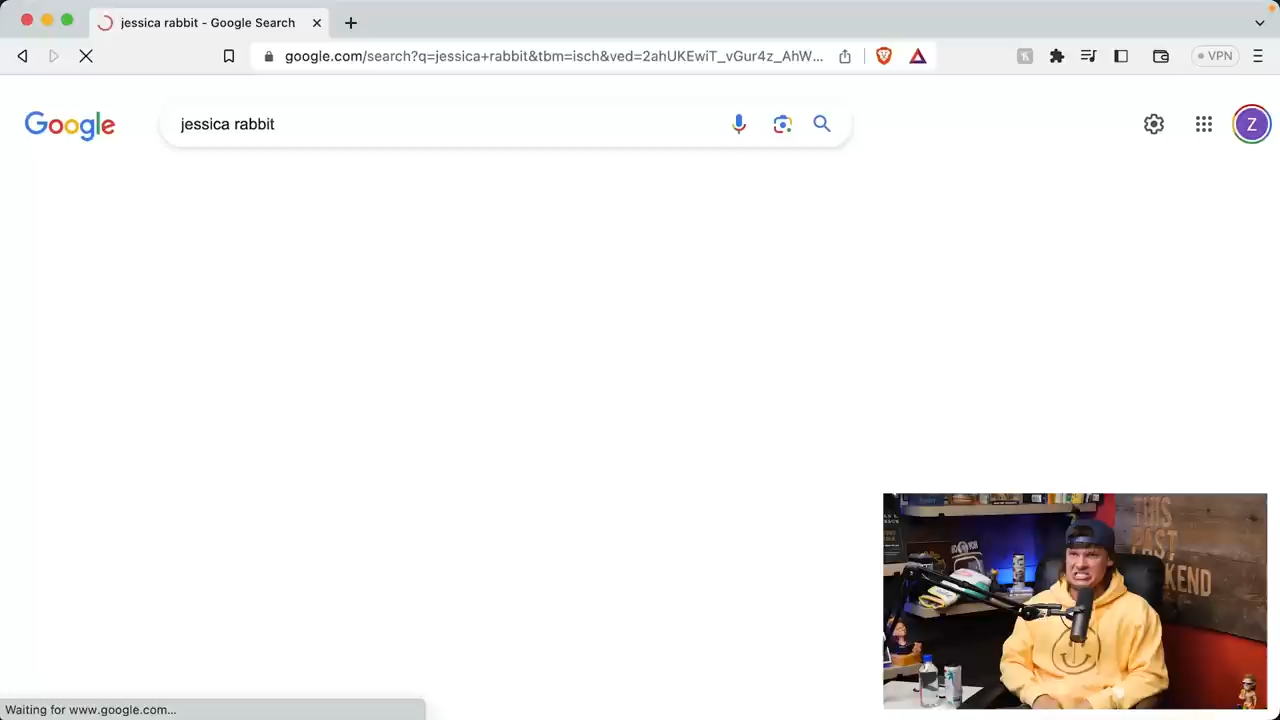 jessica rabbit - Google Search
google.com/search?q=jessica+rabbit&tbm=isch&ved=2ahUKEwiT_vGur4z_AhW...
VPN
Google
jessica rabbit
Z
THIS
PAST
WEEKEND
Waiting for www.google.com...